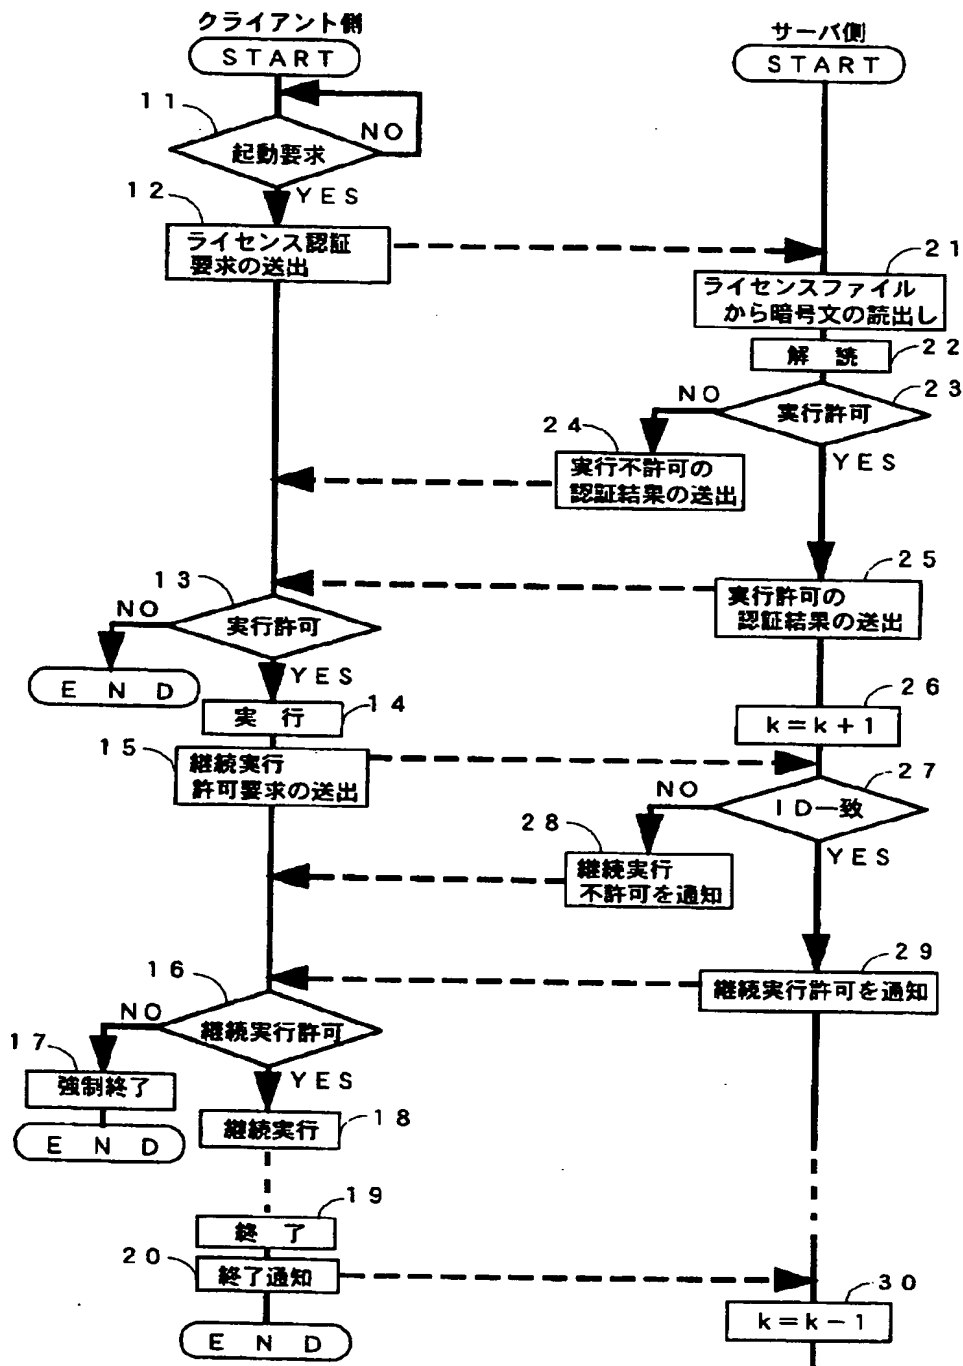 クライアント側
サーバ側
START
START
11
NO
起動要求
YES
12
ライセンス認証
要求の送出
21
ライセンスファイル
から暗号文の読出し
22
解 読
23
NO
実行許可
YES
24
実行不許可の
認証結果の送出
13
25
NO
実行許可
実行許可の
認証結果の送出
YES
END
14
実 行
26
k=k+1
15
継続実行
許可要求の送出
27
NO
ID一致
YES
28
継続実行
不許可を通知
16
29
継続実行許可を通知
NO
継続実行許可
17
YES
強制終了
18
継続実行
END
19
終 了
20
終了通知
30
k=k-1
END